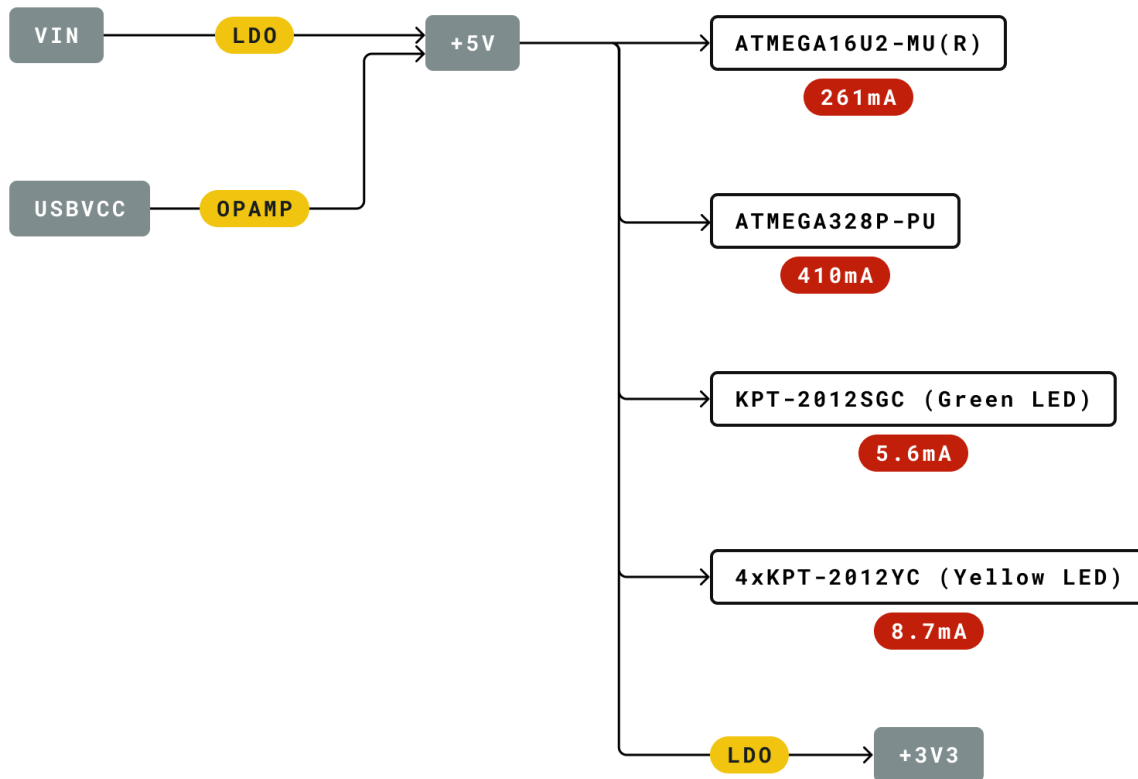 VIN
LDO
+5V
ATMEGA16U2-MU(R)
261mA
USBVCC
OPAMP
ATMEGA328P-PU
410mA
KPT-2012SGC (Green LED)
5.6mA
4xKPT-2012YC (Yellow LED)
8.7mA
LDO
+3V3